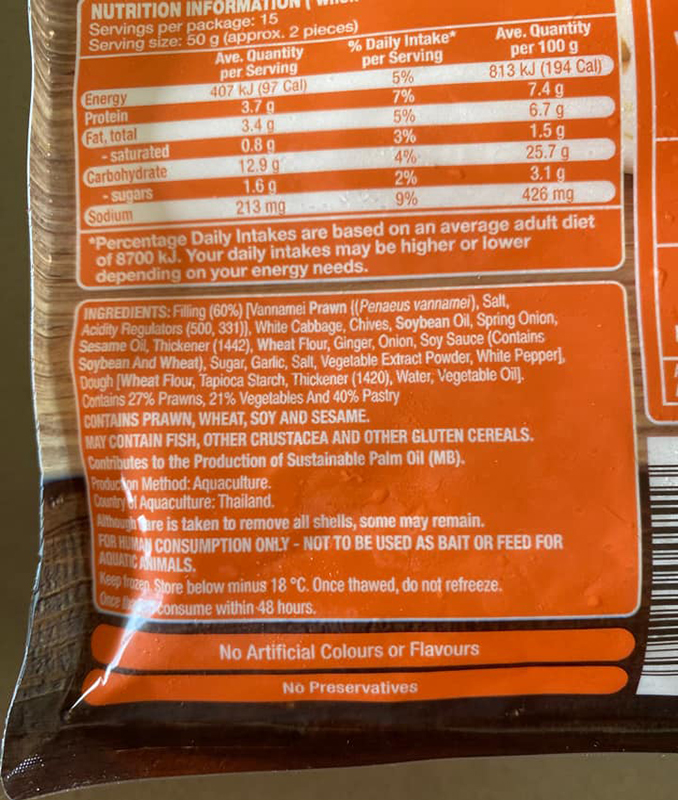 NUTRITION INFORMATION
Servings per package: 15
Serving size: 50 g (approx. 2 pieces)
Ave. Quantity per Serving % Daily Intake* per Serving Ave. Quantity per 100 g
Energy 407 kJ (97 Cal) 5% 813 kJ (194 Cal)
Protein 3.7 g 7% 7.4 g
Fat, total 3.4 g 5% 6.7 g
- saturated 0.8 g 3% 1.5 g
Carbohydrate 12.9 g 4% 25.7 g
- sugars 1.6 g 2% 3.1 g
Sodium 213 mg 9% 426 mg
*Percentage Daily Intakes are based on an average adult diet
of 8700 kJ. Your daily intakes may be higher or lower
depending on your energy needs.
INGREDIENTS: Filling (60%) [Vannamei Prawn {(Penaeus vannamei), Salt,
Acidity Regulators (500, 331)}, White Cabbage, Chives, Soybean Oil, Spring Onion,
Sesame Oil, Thickener (1442), Wheat Flour, Ginger, Onion, Soy Sauce (Contains
Soybean And Wheat), Sugar, Garlic, Salt, Vegetable Extract Powder, White Pepper],
Dough [Wheat Flour, Tapioca Starch, Thickener (1420), Water, Vegetable Oil].
Contains 27% Prawns, 21% Vegetables And 40% Pastry
CONTAINS PRAWN, WHEAT, SOY AND SESAME.
MAY CONTAIN FISH, OTHER CRUSTACEA AND OTHER GLUTEN CEREALS.
Contributes to the Production of Sustainable Palm Oil (MB).
Production Method: Aquaculture.
Country of Aquaculture: Thailand.
Although care is taken to remove all shells, some may remain.
FOR HUMAN CONSUMPTION ONLY - NOT TO BE USED AS BAIT OR FEED FOR
AQUATIC ANIMALS.
Keep frozen. Store below minus 18 °C. Once thawed, do not refreeze.
Once consume within 48 hours.
No Artificial Colours or Flavours
No Preservatives